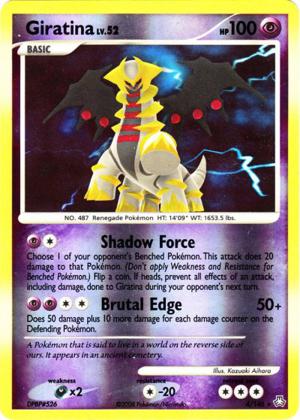 Giratina LV.52 HP 100
BASIC
NO. 487 Renegade Pokémon HT: 14'09" WT: 1653.5 lbs.
Shadow Force
Choose 1 of your opponent's Benched Pokémon. This attack does 20
damage to that Pokémon. (Don't apply Weakness and Resistance for
Benched Pokémon.) Flip a coin. If heads, prevent all effects of an attack,
including damage, done to Giratina during your opponent's next turn.
Brutal Edge 50+
Does 50 damage plus 10 more damage for each damage counter on the
Defending Pokémon.
A Pokémon that is said to live in a world on the reverse side of
ours. It appears in an ancient cemetery.
Illus. Kazuaki Aihara
weakness resistance
×2 -20
DPBP#526 ©2008 Pokémon/Nintendo